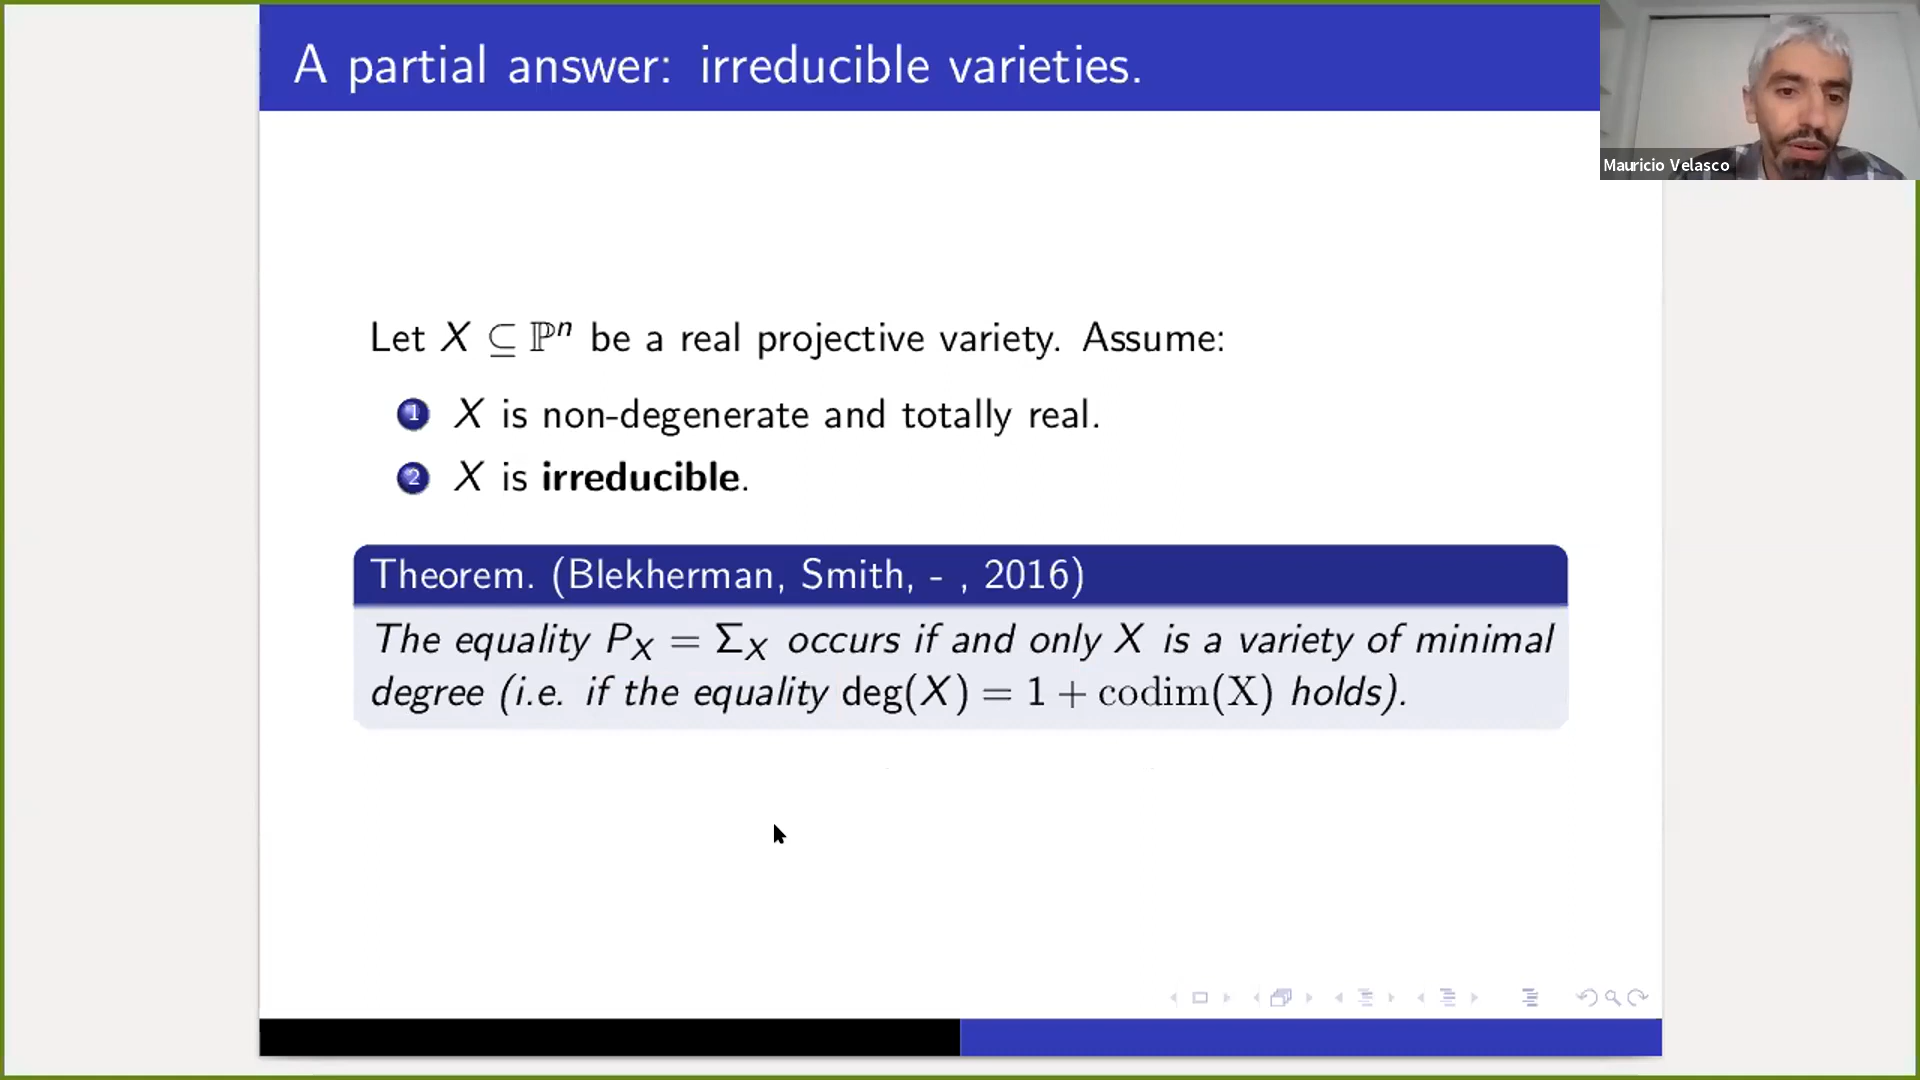 A partial answer: irreducible varieties.
Mauricio Velasco
Let X ⊆ ℙⁿ be a real projective variety. Assume:
1 X is non-degenerate and totally real.
2 X is irreducible.
Theorem. (Blekherman, Smith, - , 2016)
The equality P_X = Σ_X occurs if and only X is a variety of minimal
degree (i.e. if the equality deg(X) = 1 + codim(X) holds).